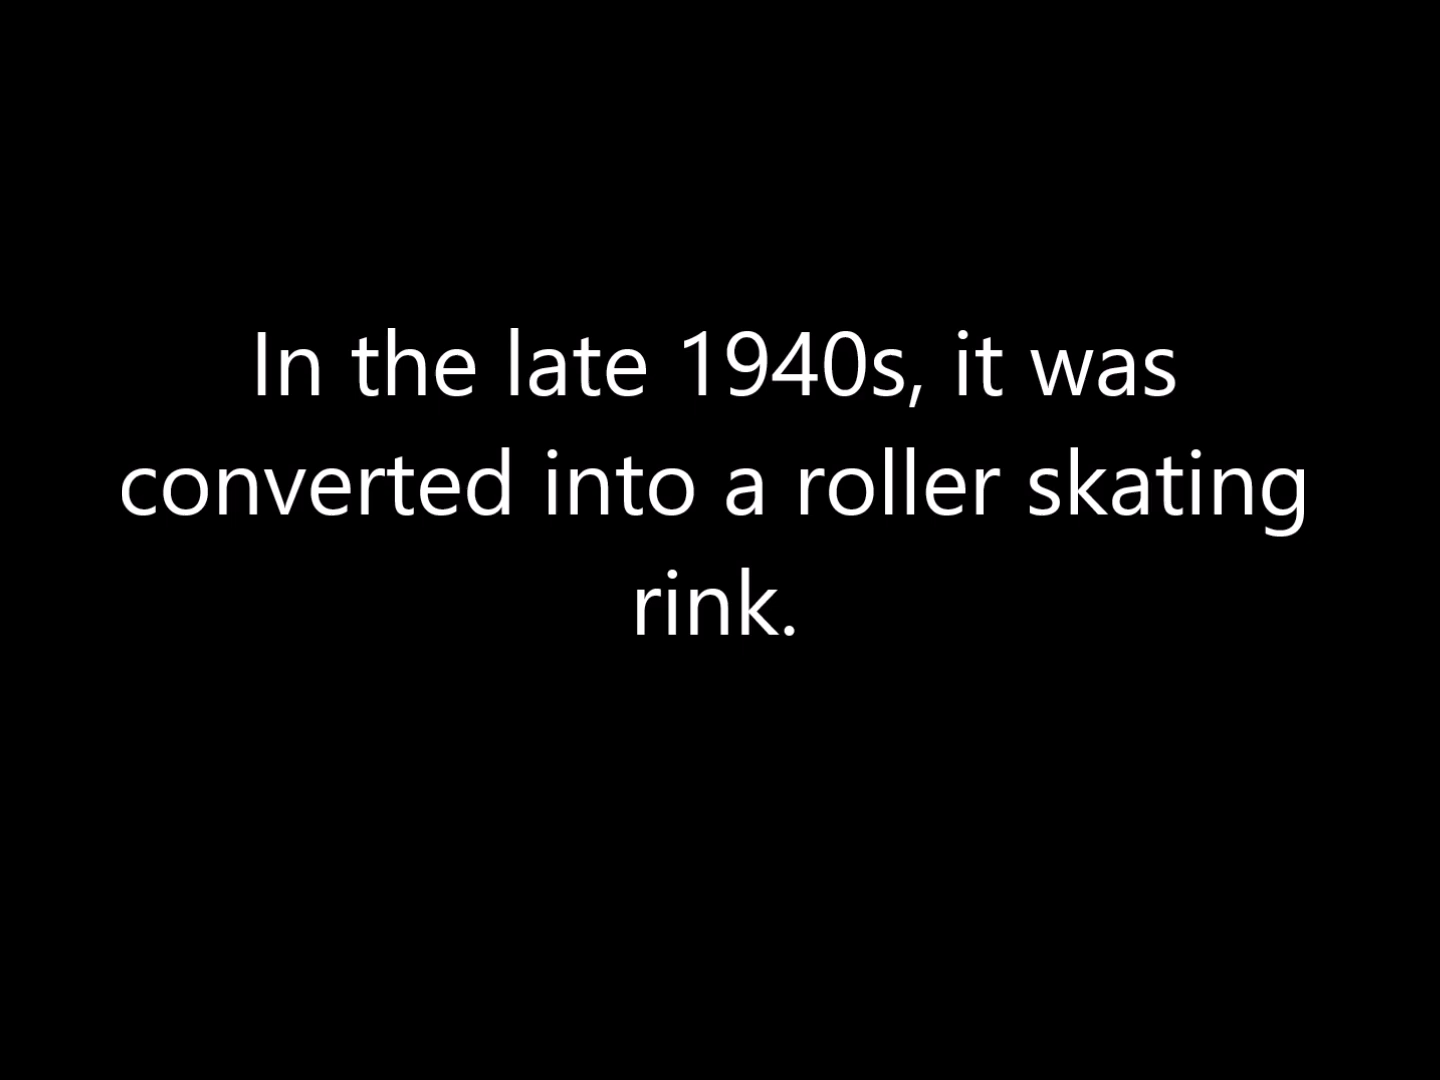 In the late 1940s, it was
converted into a roller skating
rink.